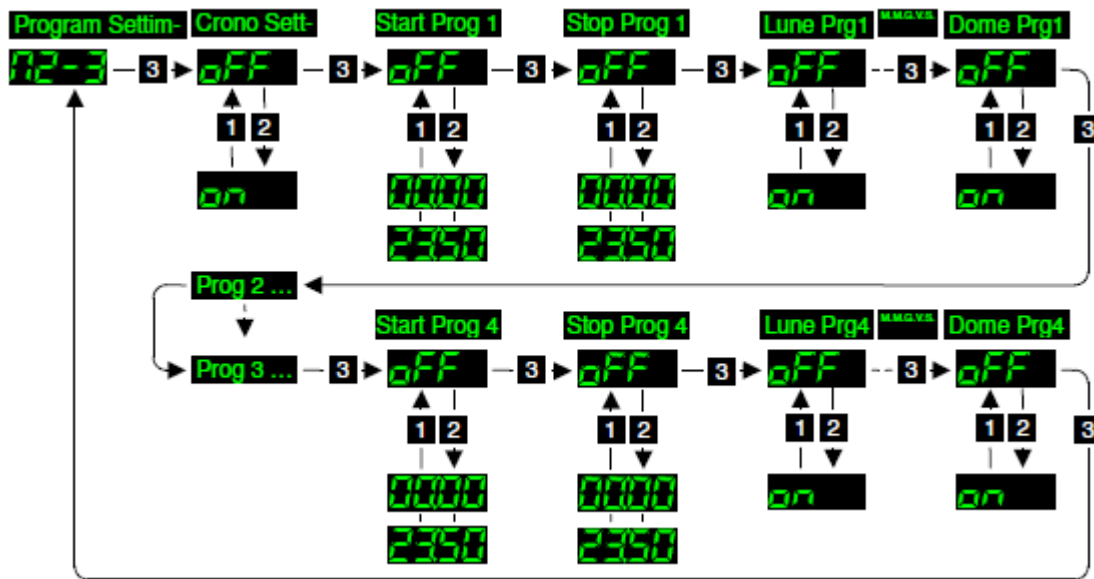 Program Settim- Crono Sett- Start Prog 1 Stop Prog 1 Lune Prg1 M.M.G.V.S. Dome Prg1
П2-3 3 oFF 3 oFF 3 oFF 3 oFF 3 oFF
1 2 1 2 1 2 1 2 1 2 3
on 00.00 00.00 on on
23.50 23.50
Prog 2 ...
Start Prog 4 Stop Prog 4 Lune Prg4 M.M.G.V.S. Dome Prg4
Prog 3 ... 3 oFF 3 oFF 3 oFF 3 oFF
1 2 1 2 1 2 1 2 3
00.00 00.00 on on
23.50 23.50